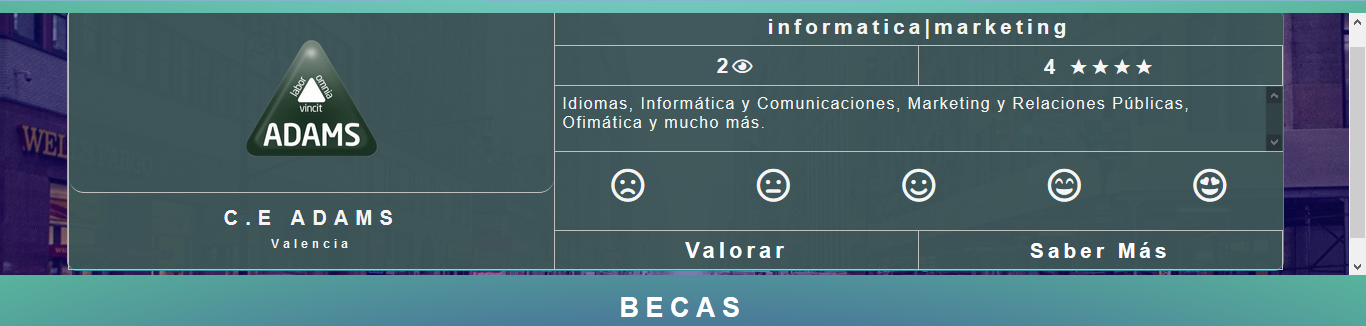 informatica|marketing
2
4 ★★★★
Idiomas, Informática y Comunicaciones, Marketing y Relaciones Públicas,
Ofimática y mucho más.
labor omnia
vincit
ADAMS
C.E ADAMS
Valencia
Valorar
Saber Más
WELLS
BECAS